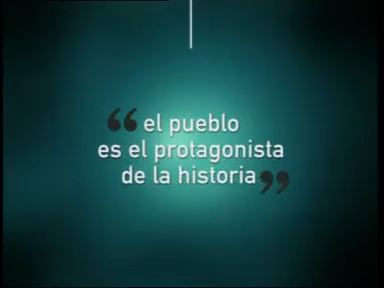 “el pueblo
es el protagonista
de la historia”